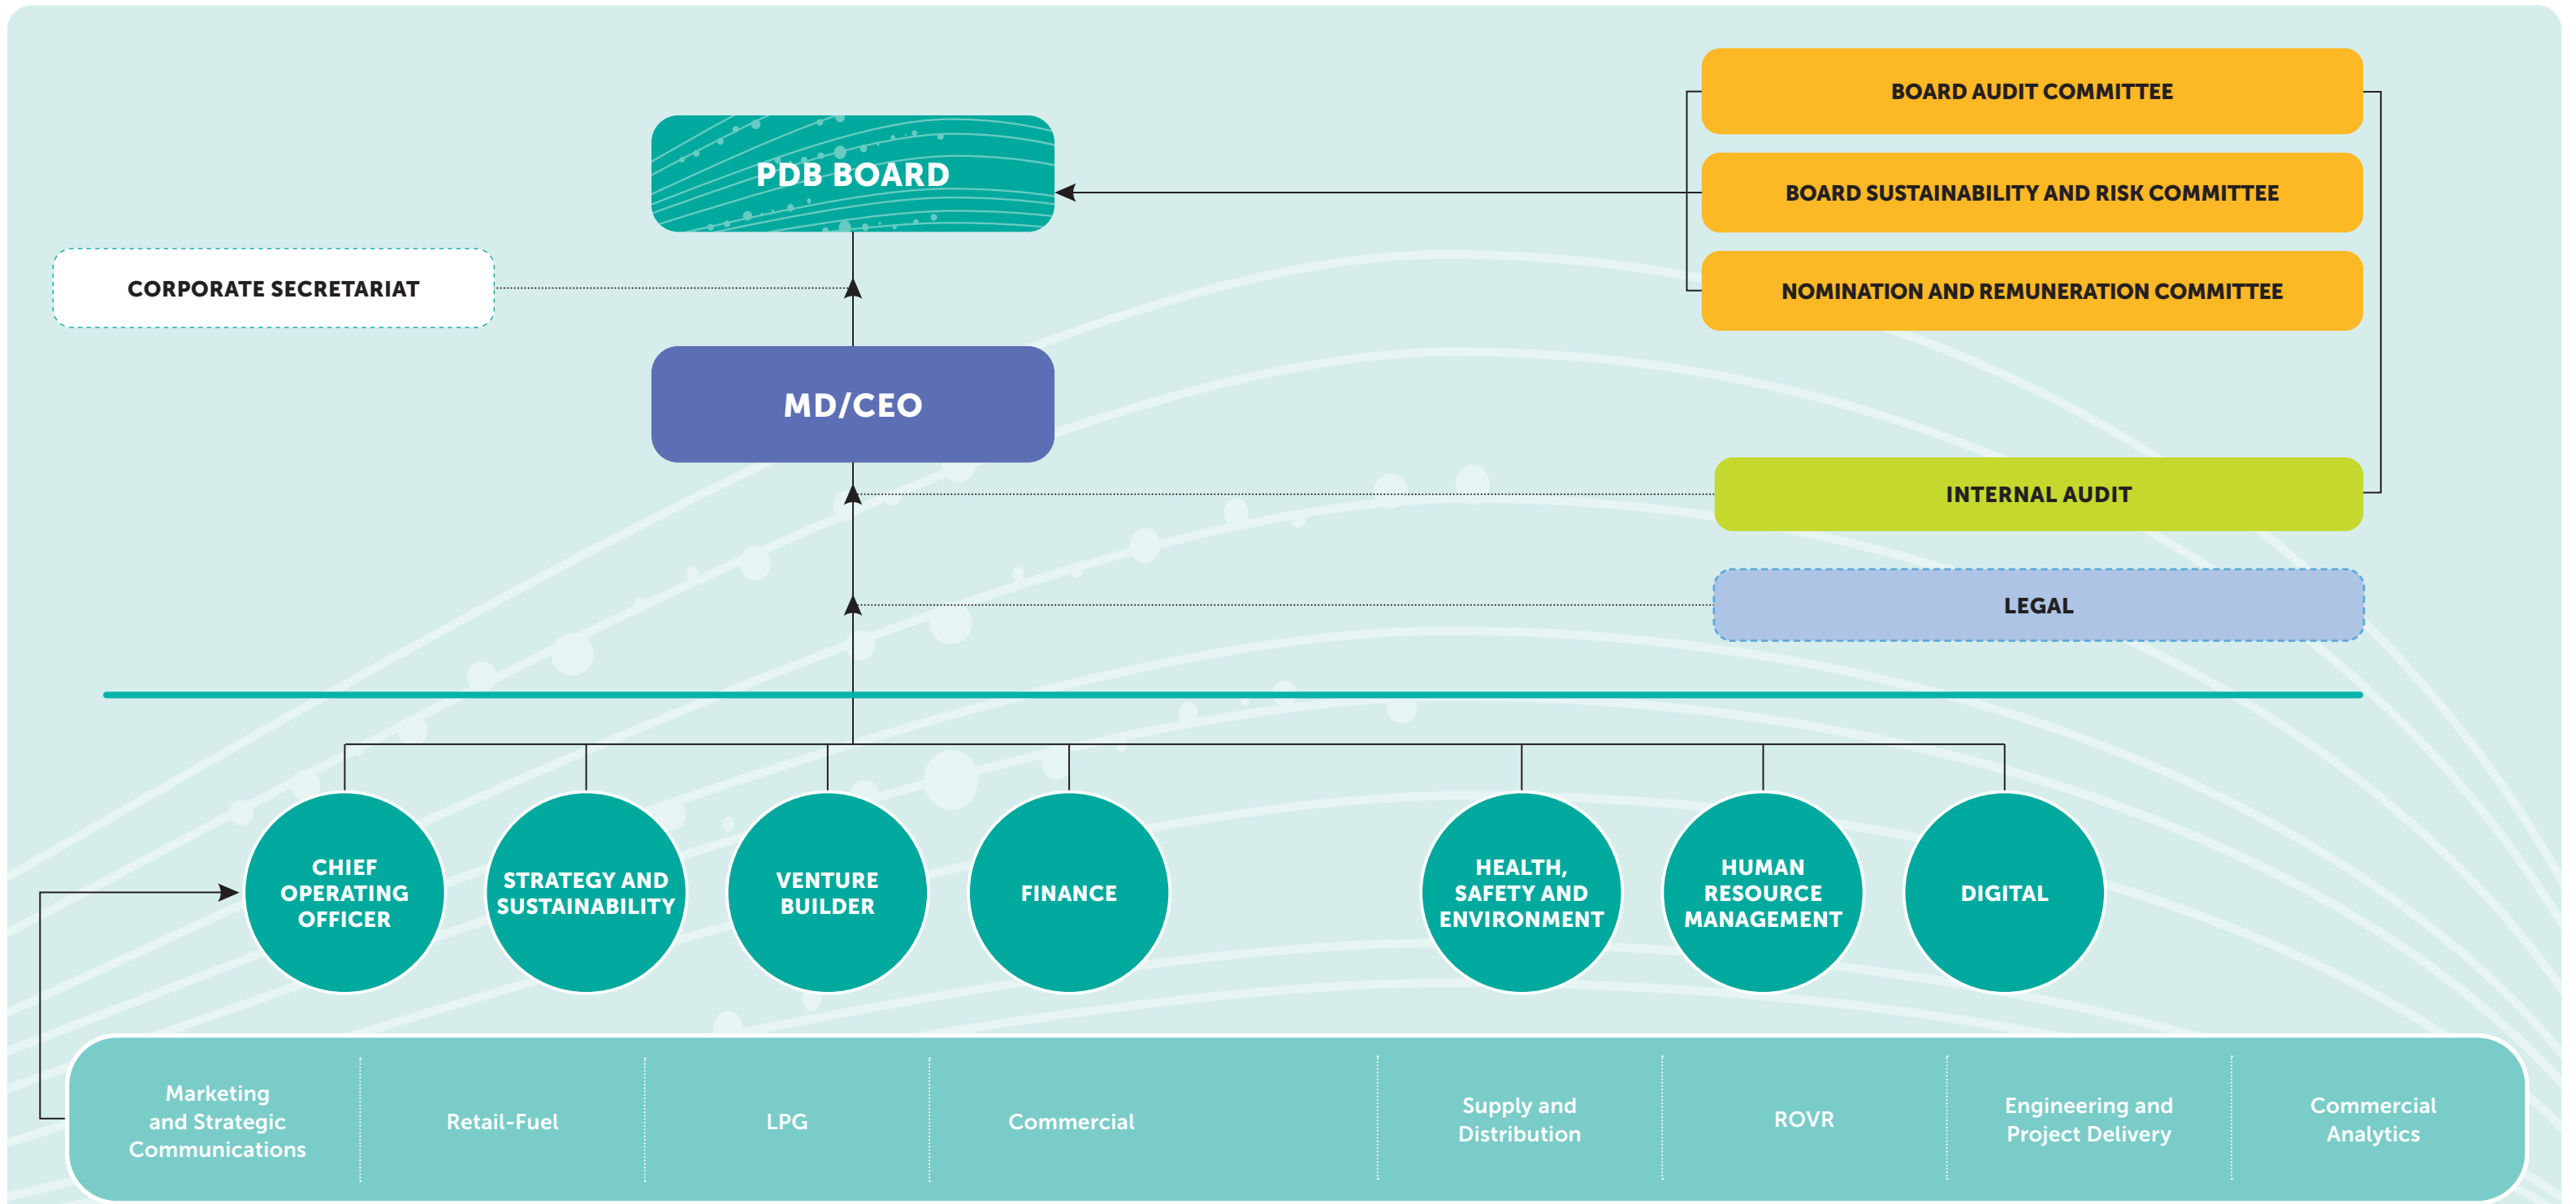 BOARD AUDIT COMMITTEE
PDB BOARD
BOARD SUSTAINABILITY AND RISK COMMITTEE
CORPORATE SECRETARIAT
NOMINATION AND REMUNERATION COMMITTEE
MD/CEO
INTERNAL AUDIT
LEGAL
CHIEF
OPERATING
OFFICER
STRATEGY AND
SUSTAINABILITY
VENTURE
BUILDER
FINANCE
HEALTH,
SAFETY AND
ENVIRONMENT
HUMAN
RESOURCE
MANAGEMENT
DIGITAL
Marketing
and Strategic
Communications
Retail-Fuel
LPG
Commercial
Supply and
Distribution
ROVR
Engineering and
Project Delivery
Commercial
Analytics